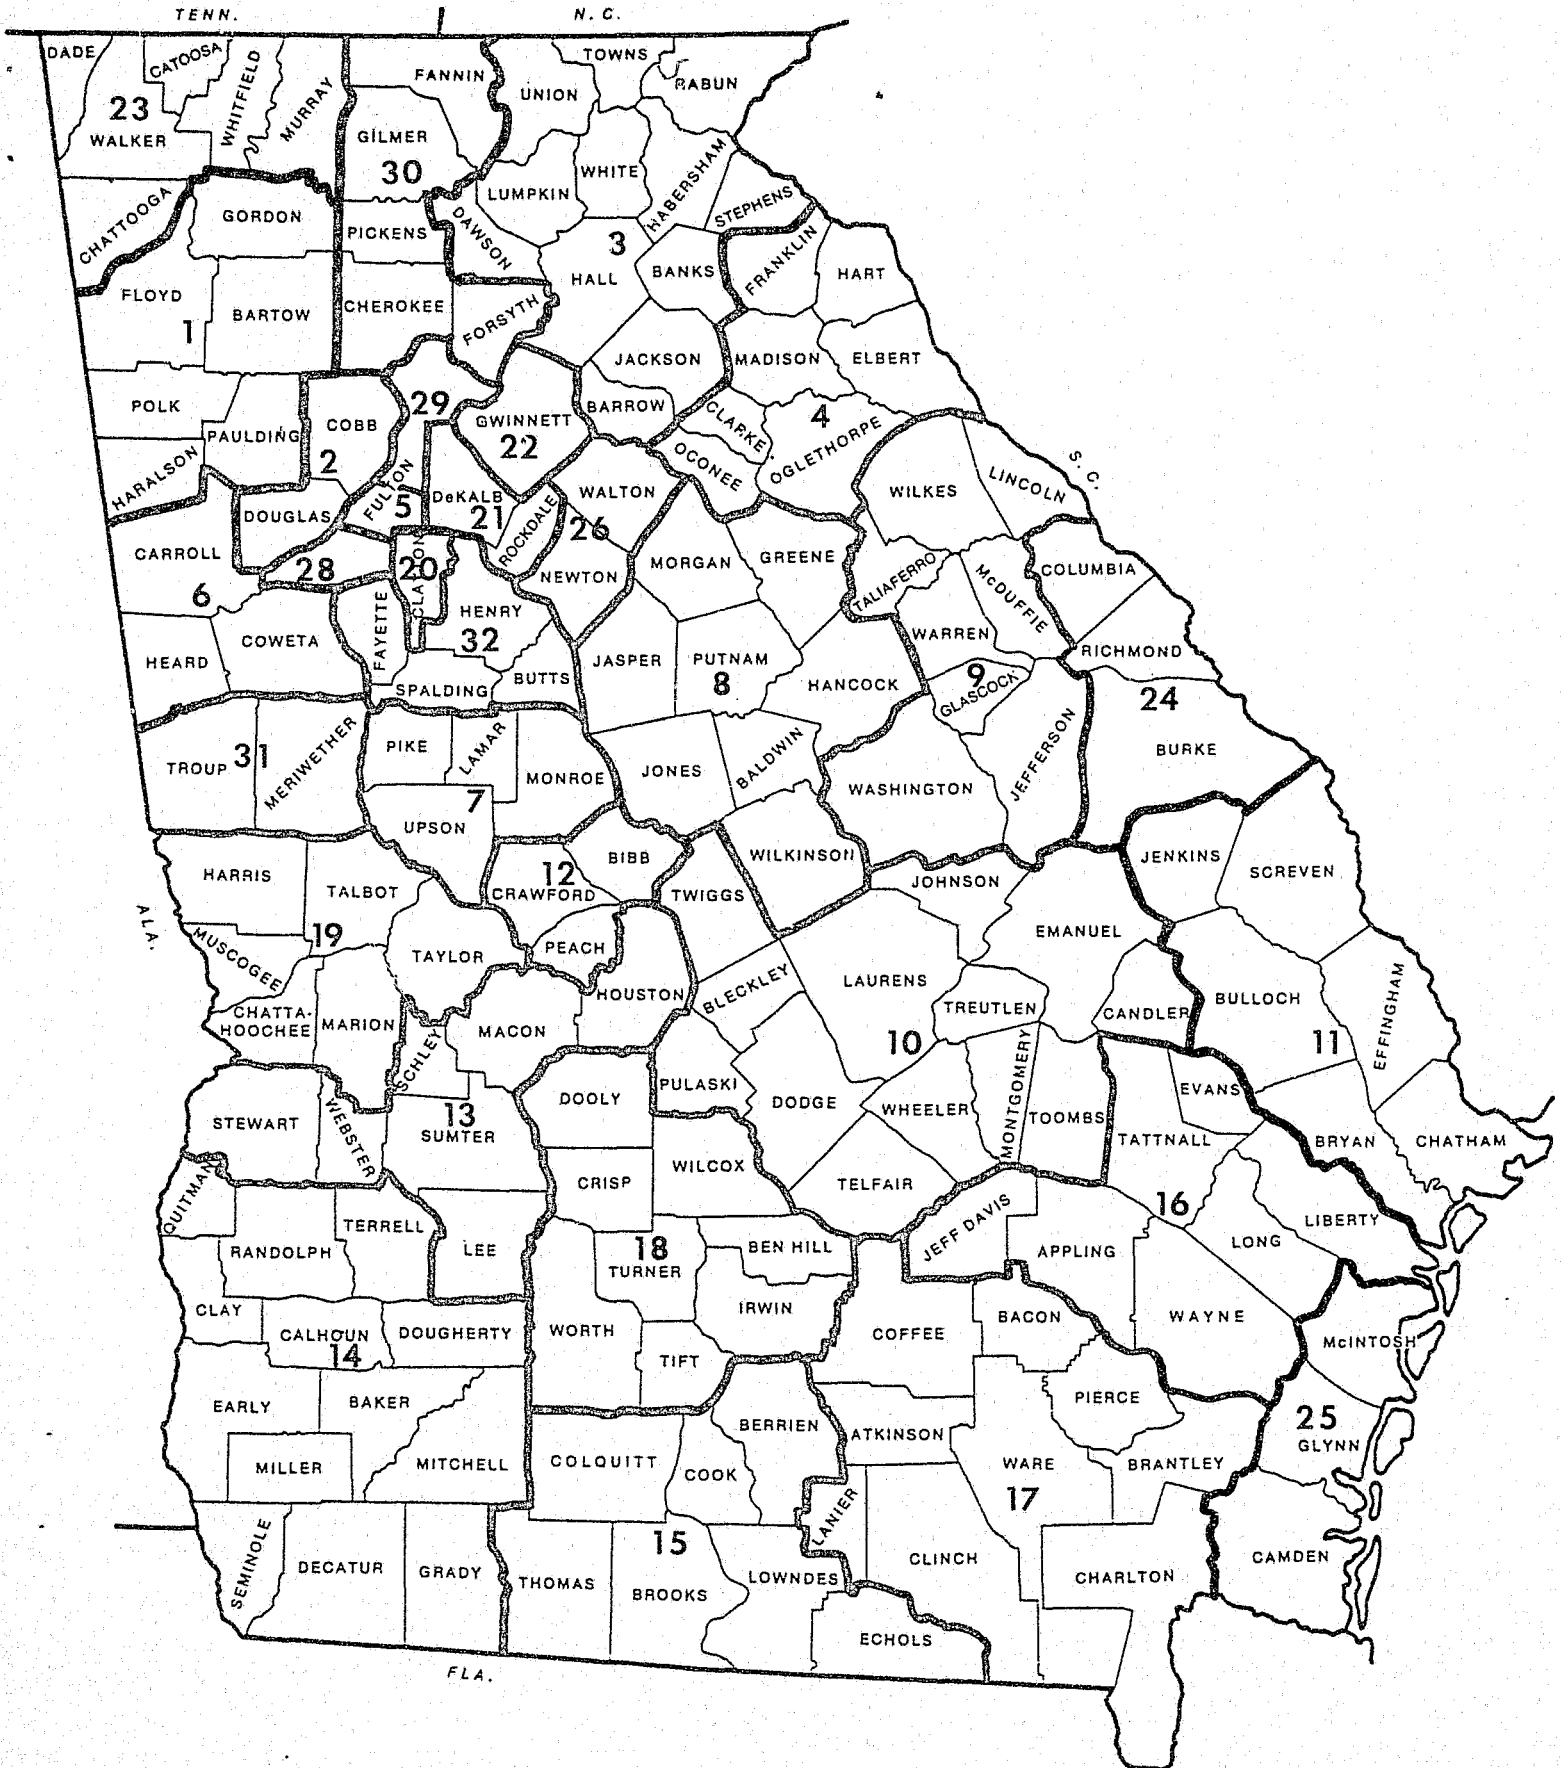 TENN.
N. C.
DADE
CATOOSA
WHITFIELD
MURRAY
FANNIN
UNION
TOWNS
RABUN
23
WALKER
GILMER
30
LUMPKIN
WHITE
HABERSHAM
STEPHENS
CHATTOOGA
GORDON
PICKENS
DAWSON
3
HALL
BANKS
FRANKLIN
HART
FLOYD
1
BARTOW
CHEROKEE
FORSYTH
JACKSON
MADISON
ELBERT
POLK
PAULDING
COBB
2
29
GWINNETT
22
BARROW
CLARKE
4
OGLETHORPE
OCONEE
HARALSON
DOUGLAS
FULTON
5
DeKALB
21
ROCKDALE
WALTON
26
WILKES
LINCOLN
S. C.
CARROLL
6
28
20
CLAYTON
NEWTON
MORGAN
GREENE
TALIAFERRO
McDUFFIE
COLUMBIA
HEARD
COWETA
FAYETTE
HENRY
32
SPALDING
BUTTS
JASPER
PUTNAM
8
HANCOCK
WARREN
9
GLASCOCK
RICHMOND
24
BURKE
TROUP
31
MERIWETHER
PIKE
LAMAR
MONROE
JONES
BALDWIN
WASHINGTON
JEFFERSON
7
UPSON
12
CRAWFORD
BIBB
TWIGGS
WILKINSON
JOHNSON
JENKINS
SCREVEN
HARRIS
TALBOT
ALA.
MUSCOGEE
19
TAYLOR
PEACH
HOUSTON
BLECKLEY
LAURENS
EMANUEL
TREUTLEN
CANDLER
BULLOCH
EFFINGHAM
CHATTA-
HOOCHEE
MARION
SCHLEY
MACON
10
11
STEWART
WEBSTER
13
SUMTER
DOOLY
PULASKI
DODGE
WHEELER
MONTGOMERY
TOOMBS
EVANS
TATTNALL
BRYAN
CHATHAM
QUITMAN
CRISP
WILCOX
TELFAIR
JEFF DAVIS
16
LIBERTY
RANDOLPH
TERRELL
LEE
18
TURNER
BEN HILL
APPLING
LONG
CLAY
CALHOUN
14
DOUGHERTY
WORTH
IRWIN
TIFT
COFFEE
BACON
WAYNE
McINTOSH
EARLY
BAKER
MILLER
MITCHELL
COLQUITT
COOK
BERRIEN
ATKINSON
PIERCE
WARE
17
BRANTLEY
25
GLYNN
SEMINOLE
DECATUR
GRADY
THOMAS
15
BROOKS
LOWNDES
LANIER
CLINCH
CHARLTON
CAMDEN
ECHOLS
FLA.